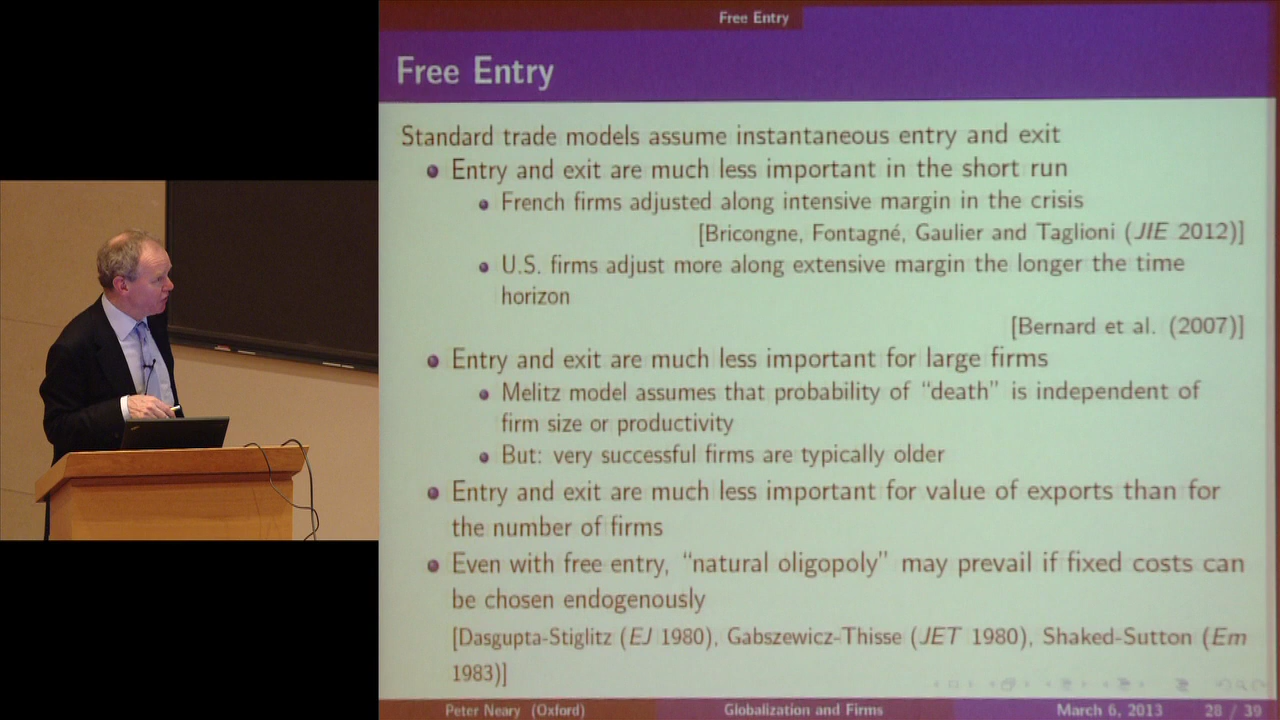 Free Entry
Free Entry
Standard trade models assume instantaneous entry and exit
Entry and exit are much less important in the short run
French firms adjusted along intensive margin in the crisis
[Bricongne, Fontagné, Gaulier and Taglioni (JIE 2012)]
U.S. firms adjust more along extensive margin the longer the time
horizon
[Bernard et al. (2007)]
Entry and exit are much less important for large firms
Melitz model assumes that probability of “death” is independent of
firm size or productivity
But: very successful firms are typically older
Entry and exit are much less important for value of exports than for
the number of firms
Even with free entry, “natural oligopoly” may prevail if fixed costs can
be chosen endogenously
[Dasgupta-Stiglitz (EJ 1980), Gabszewicz-Thisse (JET 1980), Shaked-Sutton (Em
1983)]
Peter Neary (Oxford) Globalization and Firms March 6, 2013 28 / 39